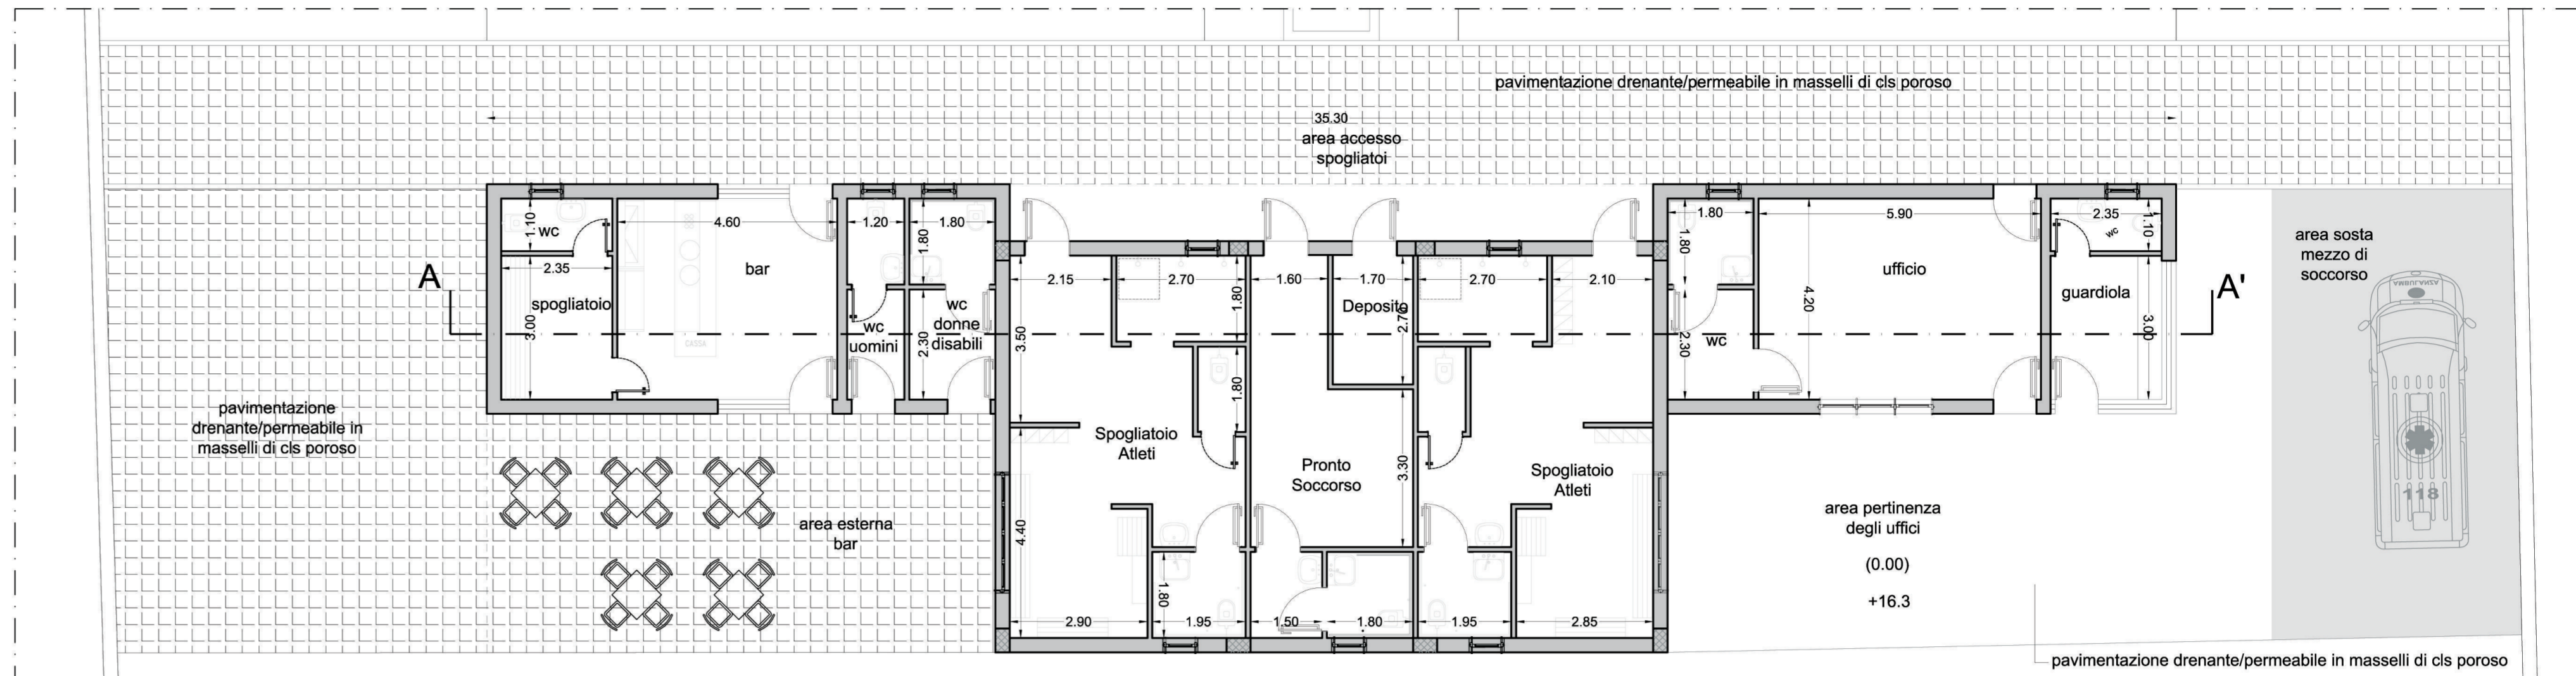 pavimentazione drenante/permeabile in masselli di cls poroso
35.30
area accesso
spogliatoi
1.10
wc
4.60
1.20
1.80
1.80
2.35
spogliatoio
3.00
bar
CASSA
wc
uomini
wc
donne
disabili
2.30
A
2.15
2.70
1.80
3.50
1.60
1.70
Deposito
2.70
2.70
2.10
1.80
1.80
5.90
ufficio
4.20
wc
2.30
2.35
1.10
wc
guardiola
3.00
A'
area sosta
mezzo di
soccorso
AMBULANZA
118
pavimentazione
drenante/permeabile in
masselli di cls poroso
area esterna
bar
Spogliatoio
Atleti
1.80
4.40
2.90
1.80
1.95
Pronto
Soccorso
3.30
1.50
1.80
Spogliatoio
Atleti
1.95
2.85
area pertinenza
degli uffici
(0.00)
+16.3
pavimentazione drenante/permeabile in masselli di cls poroso